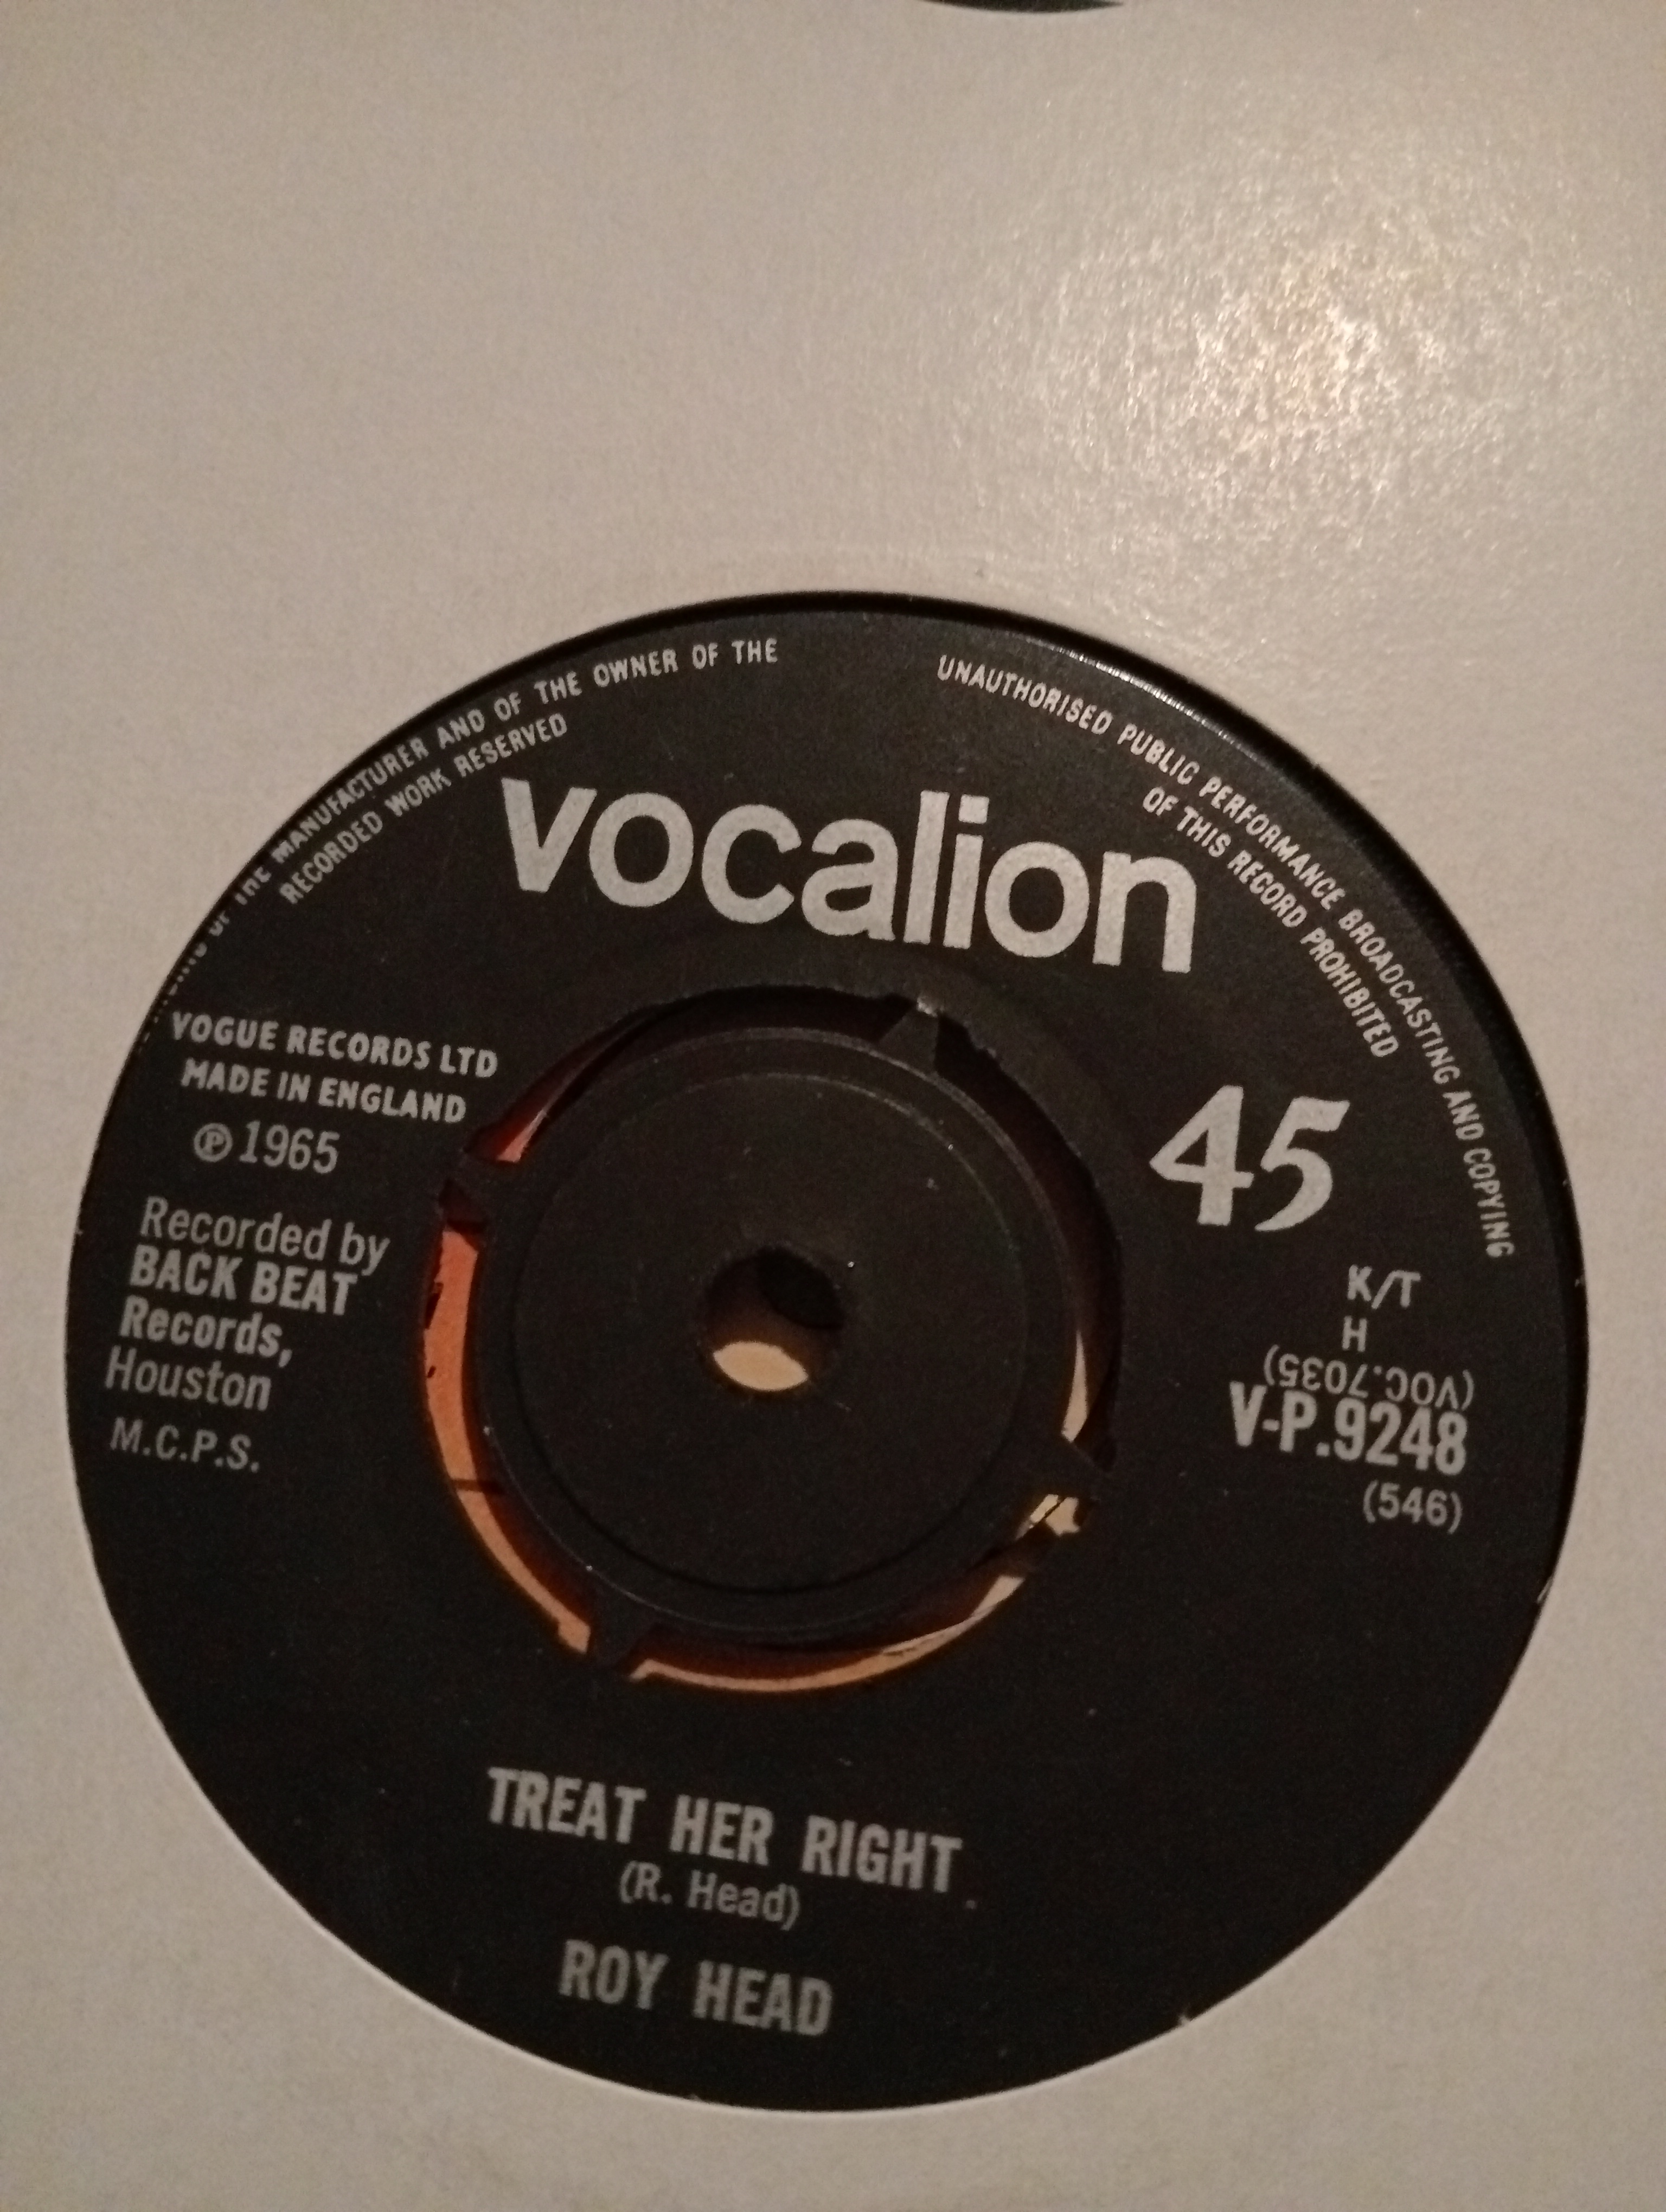 THE MANUFACTURER AND OF THE OWNER OF THE
RECORDED WORK RESERVED
UNAUTHORISED PUBLIC PERFORMANCE BROADCASTING AND COPYING
OF THIS RECORD PROHIBITED
vocalion
VOGUE RECORDS LTD
MADE IN ENGLAND
℗ 1965
Recorded by
BACK BEAT
Records,
Houston
M.C.P.S.
45
K/T
H
(VOC.7035)
V-P.9248
(546)
TREAT HER RIGHT
(R. Head)
ROY HEAD